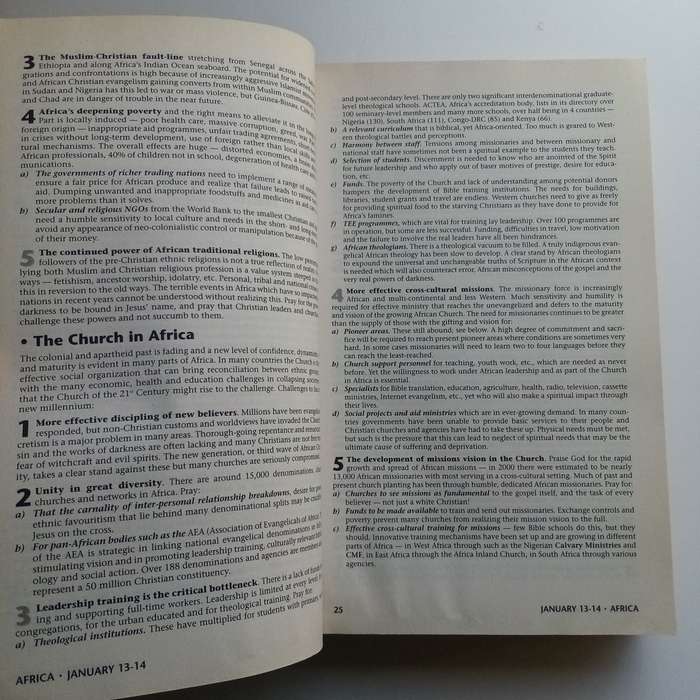 3 The Muslim-Christian fault-line stretching from Senegal across the
Ethiopia and along Africa's Indian Ocean seaboard. The potential for
grations and confrontations is high because of increasingly aggressive Islamic
and African Christian evangelism gaining converts from within Muslim
in Sudan and Nigeria has this led to war or mass violence, but Guinea-Bissau,
and Chad are in danger of trouble in the near future.
4 Africa's deepening poverty and the right means to alleviate it in the
Part is locally induced — poor health care, massive corruption, greed,
foreign origin — inappropriate aid programmes, unfair trading agreements,
in crises without long-term development, use of foreign rather than local skills
tural mechanisms. The overall effects are huge — distorted economies, a
African professionals, 40% of children not in school, degeneration of health care
munications.
a) The governments of richer trading nations need to implement a range of
ensure a fair price for African produce and realize that failure leads to
aid. Dumping unwanted and inappropriate foodstuffs and medicines
more problems than it solves.
b) Secular and religious NGOs from the World Bank to the smallest Christian
need a humble sensitivity to local culture and needs in the short- and long-
avoid any appearance of neo-colonialistic control or manipulation because of
of their money.
5 The continued power of African traditional religions. The low
followers of the pre-Christian ethnic religions is not a true reflection of
lying both Muslim and Christian religious profession is a value system steeped in
ways — fetishism, ancestor worship, idolatry, etc. Personal, tribal and national
this in reversion to the old ways. The terrible events in Africa which have so
nations in recent years cannot be understood without realizing this. Pray for the
darkness to be bound in Jesus' name, and pray that Christian leaders and
challenge these powers and not succumb to them.
• The Church in Africa
The colonial and apartheid past is fading and a new level of confidence, dynamism
and maturity is evident in many parts of Africa. In many countries the Church is
effective social organization that can bring reconciliation between ethnic
with the many economic, health and education challenges in collapsing
that the Church of the 21st Century might rise to the challenge. Challenges to
new millennium:
1 More effective discipling of new believers. Millions have been
responded, but non-Christian customs and worldviews have invaded the Church
cretism is a major problem in many areas. Thorough-going repentance and
sin and the works of darkness are often lacking and many Christians are not free
fear of witchcraft and evil spirits. The new generation, or third wave of African
ity, takes a clear stand against these but many churches are seriously
2 Unity in great diversity. There are around 15,000 denominations
churches and networks in Africa. Pray:
a) That the carnality of inter-personal relationship breakdowns, desire for
ethnic favouritism that lie behind many denominational splits may be
Jesus on the cross.
b) For pan-African bodies such as the AEA (Association of Evangelicals of Africa).
of the AEA is strategic in linking national evangelical denominations in
stimulating vision and in promoting leadership training, culturally relevant
ology and social action. Over 188 denominations and agencies are
represent a 50 million Christian constituency.
3 Leadership training is the critical bottleneck. There is a lack of funds
ing and supporting full-time workers. Leadership is limited at every level
congregations, for the urban educated and for theological training. Pray for:
a) Theological institutions. These have multiplied for students with primary,
AFRICA • JANUARY 13-14
and post-secondary level. There are only two significant interdenominational graduate-
level theological schools. ACTEA, Africa's accreditation body, lists in its directory over
100 seminary-level members and many more schools, over half being in 4 countries —
Nigeria (130), South Africa (111), Congo-DRC (85) and Kenya (66).
b) A relevant curriculum that is biblical, yet Africa-oriented. Too much is geared to West-
ern theological battles and perceptions.
c) Harmony between staff. Tensions among missionaries and between missionary and
national staff have sometimes not been a spiritual example to the students they teach.
d) Selection of students. Discernment is needed to know who are anointed of the Spirit
for future leadership and who apply out of baser motives of prestige, desire for educa-
tion, etc.
e) Funds. The poverty of the Church and lack of understanding among potential donors
hampers the development of Bible training institutions. The needs for buildings,
libraries, student grants and travel are endless. Western churches need to give as freely
for providing spiritual food to the starving Christians as they have done to provide for
Africa's famines.
f) TEE programmes, which are vital for training lay leadership. Over 100 programmes are
in operation, but some are less successful. Funding, difficulties in travel, low motivation
and the failure to involve the real leaders have all been hindrances.
g) African theologians. There is a theological vacuum to be filled. A truly indigenous evan-
gelical African theology has been slow to develop. A clear stand by African theologians
to expound the universal and unchangeable truths of Scripture in the African context
is needed which will also counteract error, African misconceptions of the gospel and the
very real powers of darkness.
4 More effective cross-cultural missions. The missionary force is increasingly
African and multi-continental and less Western. Much sensitivity and humility is
required for effective ministry that reaches the unevangelized and defers to the maturity
and vision of the growing African Church. The need for missionaries continues to be greater
than the supply of those with the gifting and vision for:
a) Pioneer areas. These still abound; see below. A high degree of commitment and sacri-
fice will be required to reach present pioneer areas where conditions are sometimes very
hard. In some cases missionaries will need to learn two to four languages before they
can reach the least-reached.
b) Church support personnel for teaching, youth work, etc., which are needed as never
before. Yet the willingness to work under African leadership and as part of the Church
in Africa is essential.
c) Specialists for Bible translation, education, agriculture, health, radio, television, cassette
ministries, Internet evangelism, etc., yet who will also make a spiritual impact through
their lives.
d) Social projects and aid ministries which are in ever-growing demand. In many coun-
tries governments have been unable to provide basic services to their people and
Christian churches and agencies have had to take these up. Physical needs must be met,
but such is the pressure that this can lead to neglect of spiritual needs that may be the
ultimate cause of suffering and deprivation.
5 The development of missions vision in the Church. Praise God for the rapid
growth and spread of African missions — in 2000 there were estimated to be nearly
13,000 African missionaries with most serving in a cross-cultural setting. Much of past and
present church planting has been through humble, dedicated African missionaries. Pray for:
a) Churches to see missions as fundamental to the gospel itself, and the task of every
believer — not just a white Christian!
b) Funds to be made available to train and send out missionaries. Exchange controls and
poverty prevent many churches from realizing their mission vision to the full.
c) Effective cross-cultural training for missions — few Bible schools do this, but they
should. Innovative training mechanisms have been set up and are growing in different
parts of Africa — in West Africa through such as the Nigerian Calvary Ministries and
CMF, in East Africa through the Africa Inland Church, in South Africa through various
agencies.
25 JANUARY 13-14 • AFRICA